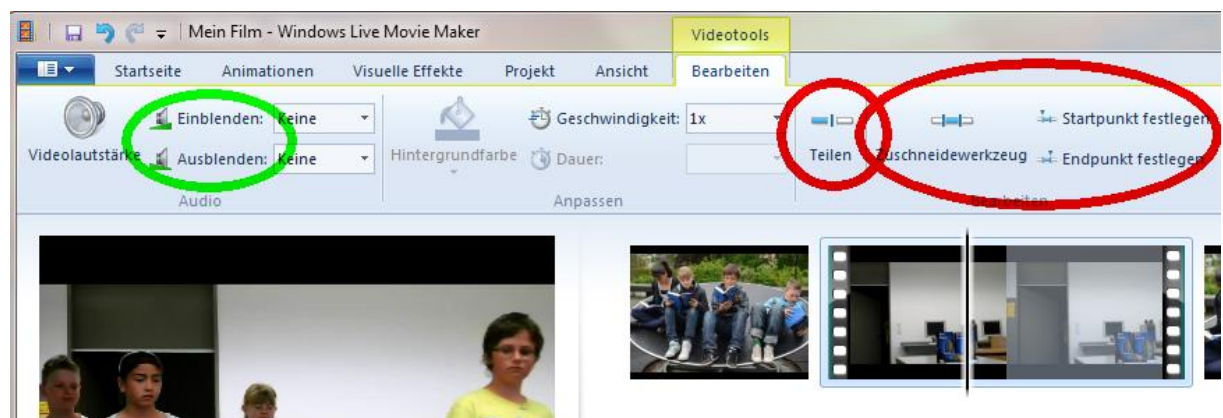 Mein Film - Windows Live Movie Maker
Videotools
Startseite Animationen Visuelle Effekte Projekt Ansicht Bearbeiten
Einblenden: Keine
Geschwindigkeit: 1x
Startpunkt festlegen
Videolautstärke
Ausblenden: Keine
Hintergrundfarbe
Dauer:
Teilen
Zuschneidewerkzeug
Endpunkt festlegen
Audio
Anpassen
Bearbeiten